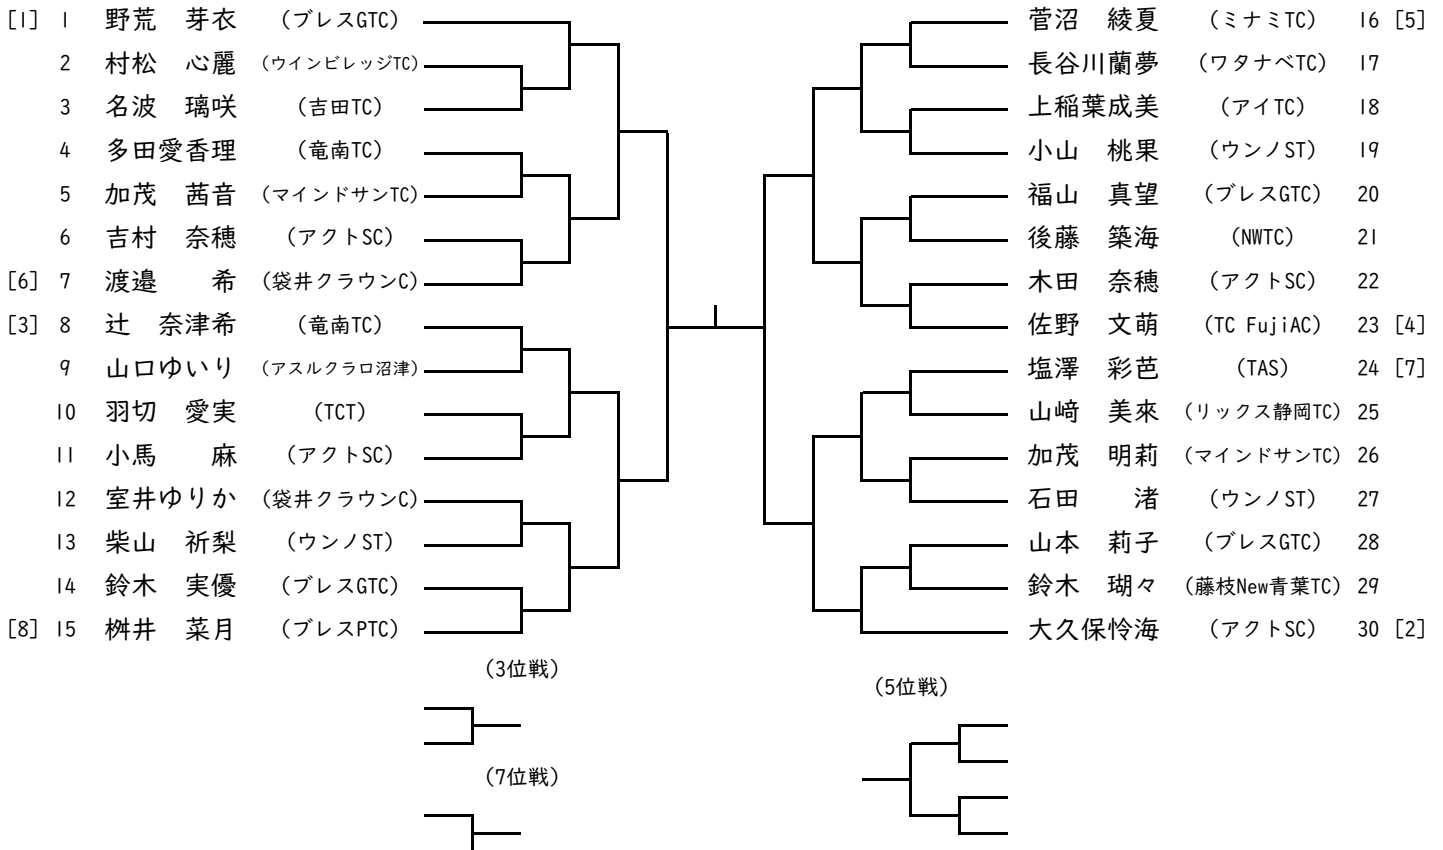 [1] 1 野荒 芽衣 (ブレスGTC)
2 村松 心麗 (ウインビレッジTC)
3 名波 璃咲 (吉田TC)
4 多田愛香理 (竜南TC)
5 加茂 茜音 (マインドサンTC)
6 吉村 奈穂 (アクトSC)
[6] 7 渡邉 希 (袋井クラウンC)
[3] 8 辻 奈津希 (竜南TC)
9 山口ゆいり (アスルクラロ沼津)
10 羽切 愛実 (TCT)
11 小馬 麻 (アクトSC)
12 室井ゆりか (袋井クラウンC)
13 柴山 祈梨 (ウンノST)
14 鈴木 実優 (ブレスGTC)
[8] 15 桝井 菜月 (ブレスPTC)
菅沼 綾夏 (ミナミTC) 16 [5]
長谷川蘭夢 (ワタナベTC) 17
上稲葉成美 (アイTC) 18
小山 桃果 (ウンノST) 19
福山 真望 (ブレスGTC) 20
後藤 築海 (NWTC) 21
木田 奈穂 (アクトSC) 22
佐野 文萌 (TC FujiAC) 23 [4]
塩澤 彩芭 (TAS) 24 [7]
山﨑 美來 (リックス静岡TC) 25
加茂 明莉 (マインドサンTC) 26
石田 渚 (ウンノST) 27
山本 莉子 (ブレスGTC) 28
鈴木 瑚々 (藤枝New青葉TC) 29
大久保怜海 (アクトSC) 30 [2]
(3位戦)
(5位戦)
(7位戦)